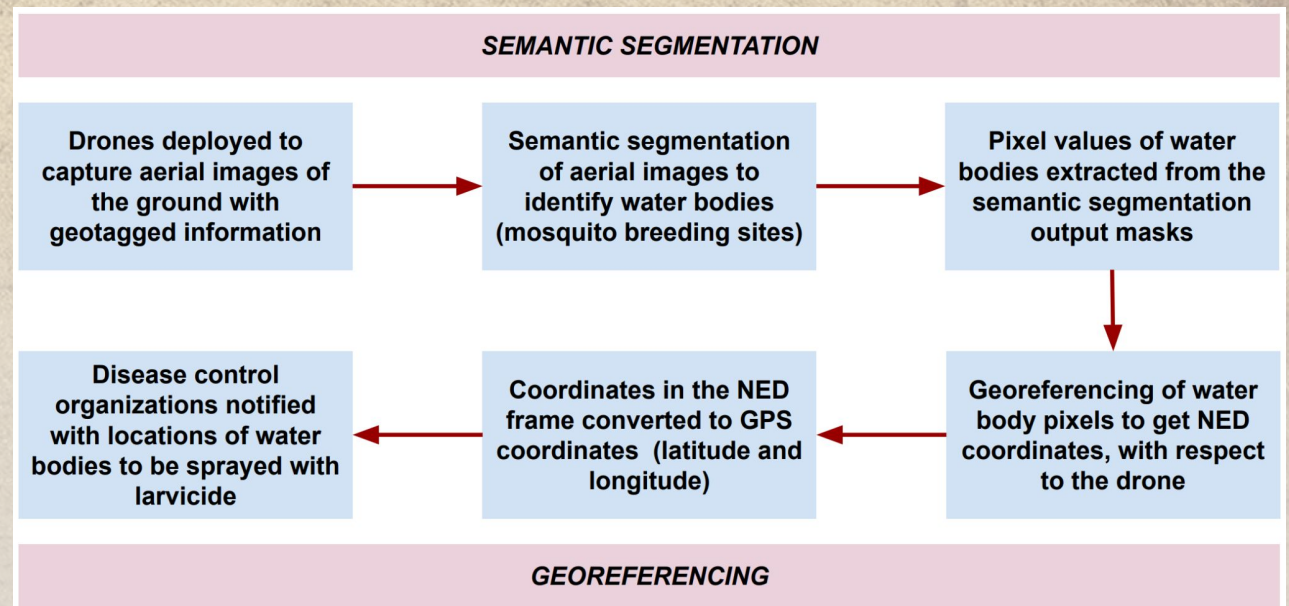 SEMANTIC SEGMENTATION
Drones deployed to
capture aerial images of
the ground with
geotagged information
Semantic segmentation
of aerial images to
identify water bodies
(mosquito breeding sites)
Pixel values of water
bodies extracted from the
semantic segmentation
output masks
Georeferencing of water
body pixels to get NED
coordinates, with respect
to the drone
Coordinates in the NED
frame converted to GPS
coordinates  (latitude and
longitude)
Disease control
organizations notified
with locations of water
bodies to be sprayed with
larvicide
GEOREFERENCING